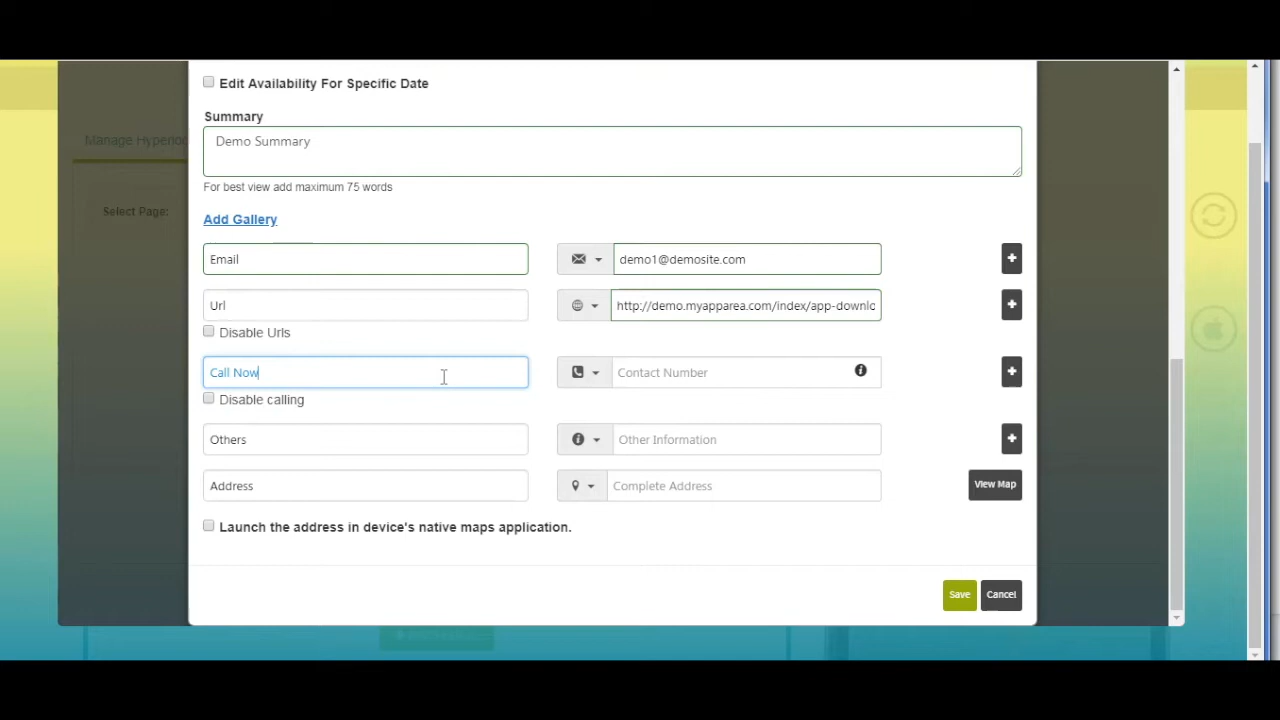 Edit Availability For Specific Date
Summary
Demo Summary
For best view add maximum 75 words
Manage Hyperloc
Select Page:
Add Gallery
Email demo1@demosite.com +
Url http://demo.myapparea.com/index/app-downlo +
Disable Urls
Call Now Contact Number +
Disable calling
Others Other Information +
Address Complete Address View Map
Launch the address in device's native maps application.
Save Cancel